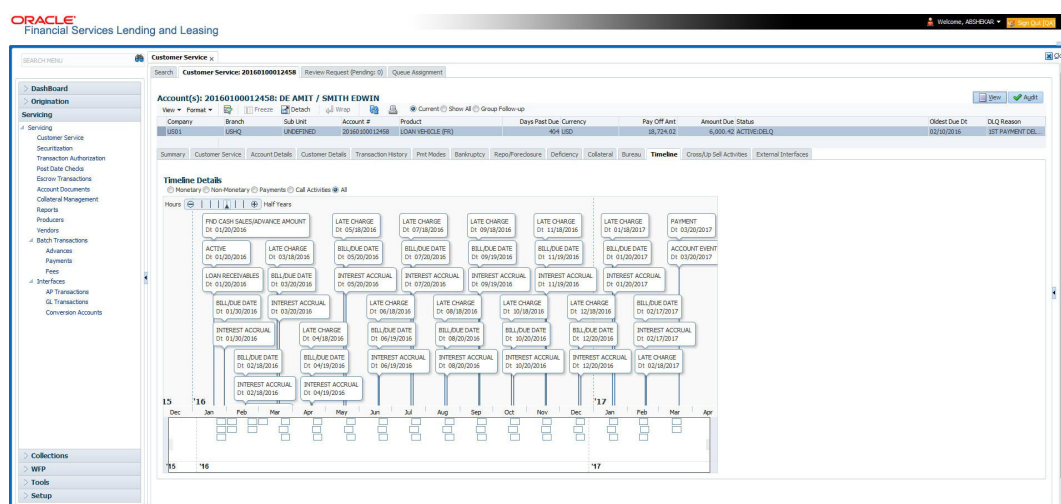 ORACLE
Financial Services Lending and Leasing
Welcome, ABSHEKAR
Sign Out
SEARCH MENU
DashBoard
Origination
Servicing
Servicing
Customer Service
Securitization
Transaction Authorization
Post Date Checks
Escrow Transactions
Account Documents
Collateral Management
Reports
Producers
Vendors
Batch Transactions
Advances
Payments
Fees
Interfaces
AP Transactions
GL Transactions
Conversion Accounts
Collections
WFP
Tools
Setup
Customer Service x
Search Customer Service: 20160100012458 Review Request (Pending: 0) Queue Assignment
Account(s): 20160100012458: DE AMIT / SMITH EDWIN
View Audit
View Format Freeze Detach Wrap Current Show All Group Follow-up
Company Branch Sub Unit Account # Product Days Past Due Currency Pay Off Amt Amount Due Status Oldest Due Dt DLQ Reason
US01 USHQ UNDEFINED 20160100012458 LOAN VEHICLE (FR) 404 USD 18,724.02 6,000.42 ACTIVE:DELQ 02/10/2016 1ST PAYMENT DEL...
Summary Customer Service Account Details Customer Details Transaction History Pmt Modes Bankruptcy Repo/Foreclosure Deficiency Collateral Bureau Timeline Cross/Up Sell Activities External Interfaces
Timeline Details
Monetary Non-Monetary Payments Call Activities All
Hours Half Years
FND CASH SALES/ADVANCE AMOUNT LATE CHARGE LATE CHARGE LATE CHARGE LATE CHARGE LATE CHARGE PAYMENT
Dt 01/20/2016 Dt 05/18/2016 Dt 07/18/2016 Dt 09/18/2016 Dt 11/18/2016 Dt 01/18/2017 Dt 03/20/2017
ACTIVE LATE CHARGE BILL/DUE DATE BILL/DUE DATE BILL/DUE DATE BILL/DUE DATE BILL/DUE DATE ACCOUNT EVENT
Dt 01/20/2016 Dt 03/18/2016 Dt 05/20/2016 Dt 07/20/2016 Dt 09/19/2016 Dt 11/19/2016 Dt 01/20/2017 Dt 03/20/2017
LOAN RECEIVABLES BILL/DUE DATE INTEREST ACCRUAL INTEREST ACCRUAL INTEREST ACCRUAL INTEREST ACCRUAL INTEREST ACCRUAL
Dt 01/20/2016 Dt 03/20/2016 Dt 05/20/2016 Dt 07/20/2016 Dt 09/19/2016 Dt 11/19/2016 Dt 01/20/2017
BILL/DUE DATE INTEREST ACCRUAL LATE CHARGE LATE CHARGE LATE CHARGE LATE CHARGE BILL/DUE DATE
Dt 01/30/2016 Dt 03/20/2016 Dt 06/18/2016 Dt 08/18/2016 Dt 10/18/2016 Dt 12/18/2016 Dt 02/17/2017
INTEREST ACCRUAL LATE CHARGE BILL/DUE DATE BILL/DUE DATE BILL/DUE DATE BILL/DUE DATE INTEREST ACCRUAL
Dt 01/30/2016 Dt 04/18/2016 Dt 06/19/2016 Dt 08/20/2016 Dt 10/20/2016 Dt 12/20/2016 Dt 02/17/2017
BILL/DUE DATE BILL/DUE DATE INTEREST ACCRUAL INTEREST ACCRUAL INTEREST ACCRUAL INTEREST ACCRUAL LATE CHARGE
Dt 02/18/2016 Dt 04/19/2016 Dt 06/19/2016 Dt 08/20/2016 Dt 10/20/2016 Dt 12/20/2016 Dt 02/18/2017
INTEREST ACCRUAL INTEREST ACCRUAL
Dt 02/18/2016 Dt 04/19/2016
15 '16 '17
Dec Jan Feb Mar Apr May Jun Jul Aug Sep Oct Nov Dec Jan Feb Mar Apr
'15 '16 '17